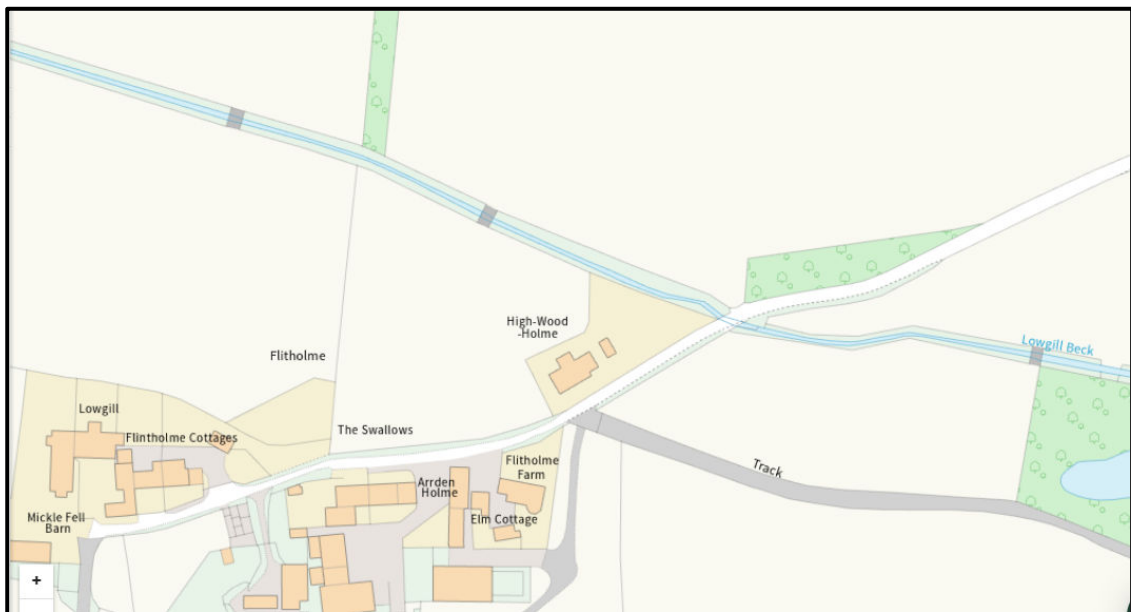 High-Wood
-Holme
Lowgill Beck
Flitholme
Lowgill
The Swallows
Flintholme Cottages
Flitholme
Farm
Track
Arrden
Holme
Mickle Fell
Barn
Elm Cottage
+